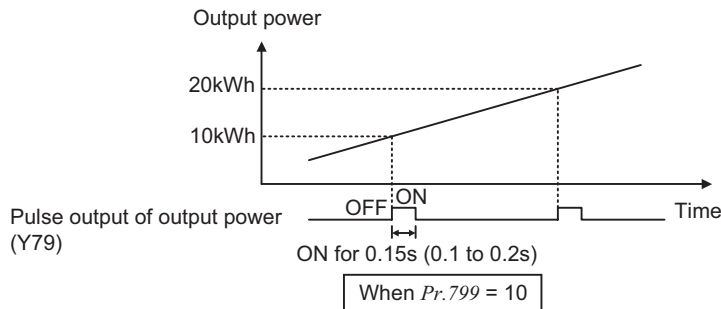 Output power
20kWh
10kWh
ON
OFF
Time
Pulse output of output power
(Y79)
ON for 0.15s (0.1 to 0.2s)
When Pr.799 = 10